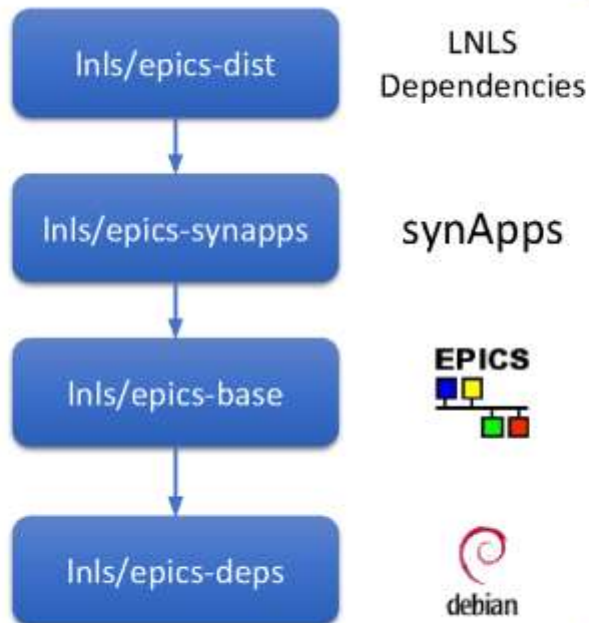 lnls/epics-dist
LNLS
Dependencies
lnls/epics-synapps
synApps
lnls/epics-base
EPICS
lnls/epics-deps
debian